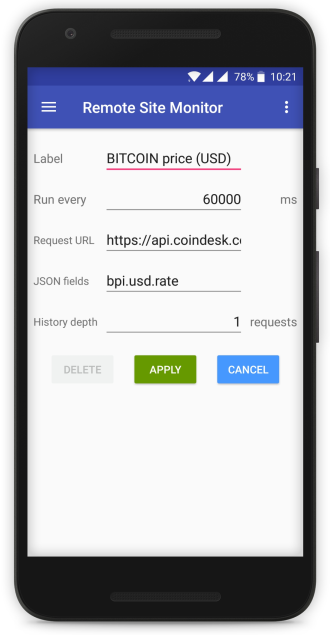 78% 10:21
Remote Site Monitor
Label BITCOIN price (USD)
Run every 60000 ms
Request URL https://api.coindesk.co
JSON fields bpi.usd.rate
History depth 1 requests
DELETE APPLY CANCEL